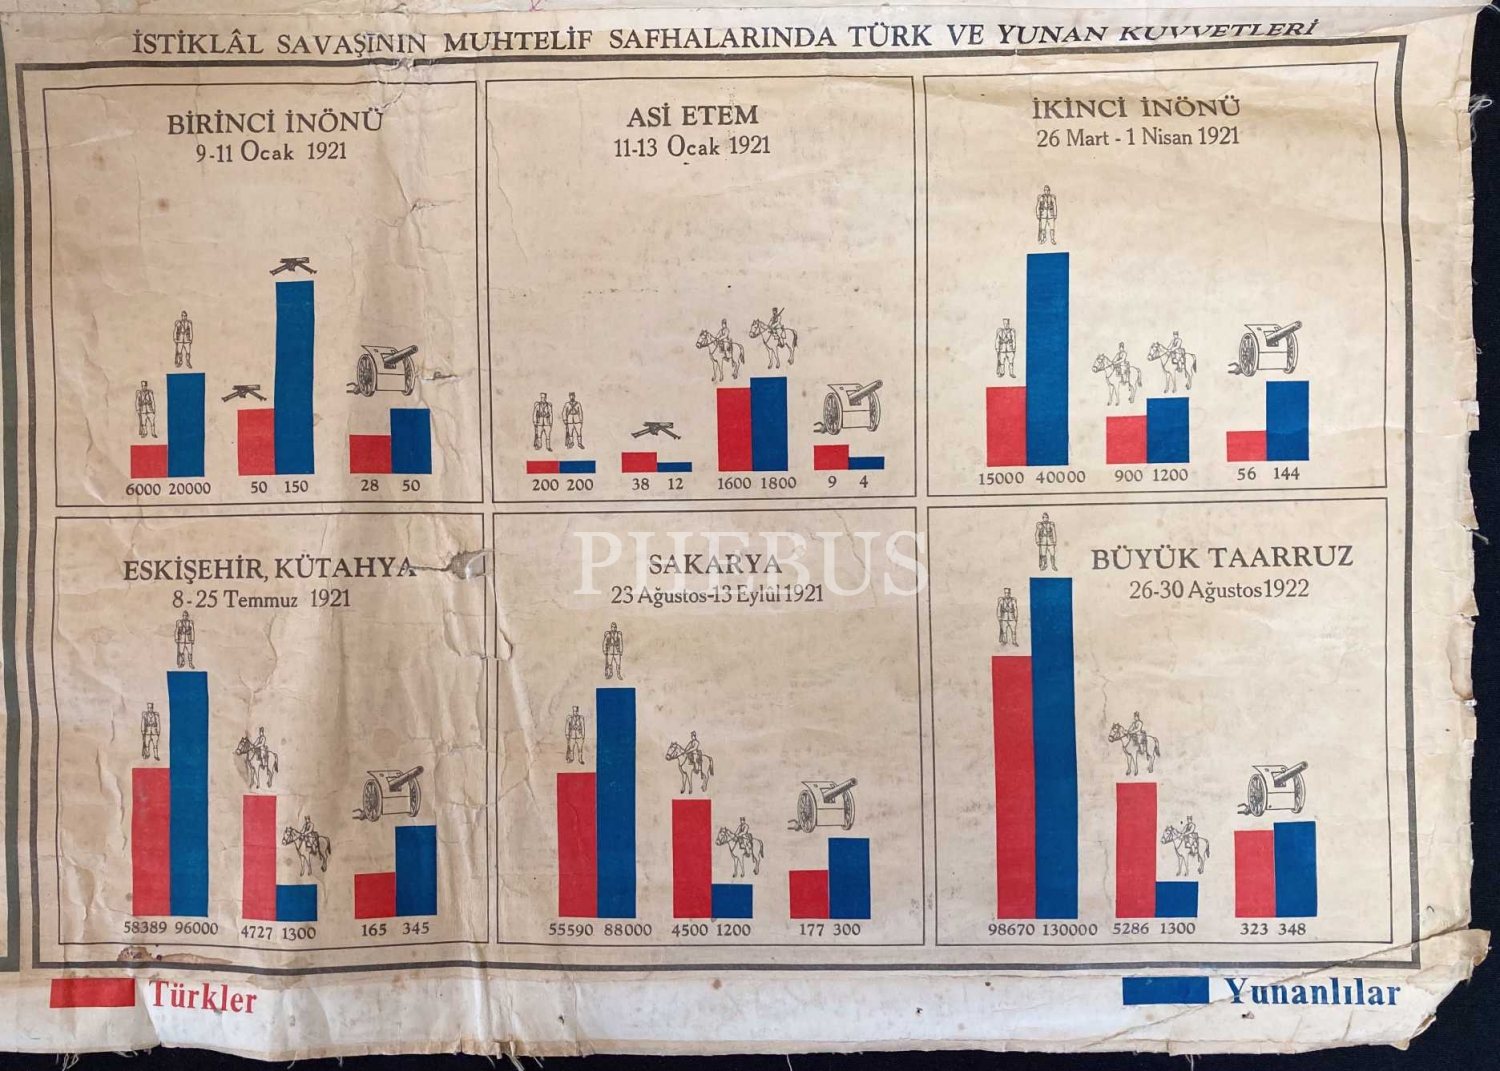 İSTİKLÂL SAVAŞININ MUHTELİF SAFHALARINDA TÜRK VE YUNAN KUVVETLERİ
BİRİNCİ İNÖNÜ
9-11 Ocak 1921
6000 20000 50 150 28 50
ASİ ETEM
11-13 Ocak 1921
200 200 38 12 1600 1800 9 4
İKİNCİ İNÖNÜ
26 Mart - 1 Nisan 1921
15000 40000 900 1200 56 144
ESKİŞEHİR, KÜTAHYA
8-25 Temmuz 1921
58389 96000 4727 1300 165 345
SAKARYA
23 Ağustos-13 Eylûl 1921
55590 88000 4500 1200 177 300
BÜYÜK TAARRUZ
26-30 Ağustos 1922
98670 130000 5286 1300 323 348
PHEBUS
Türkler
Yunanlılar